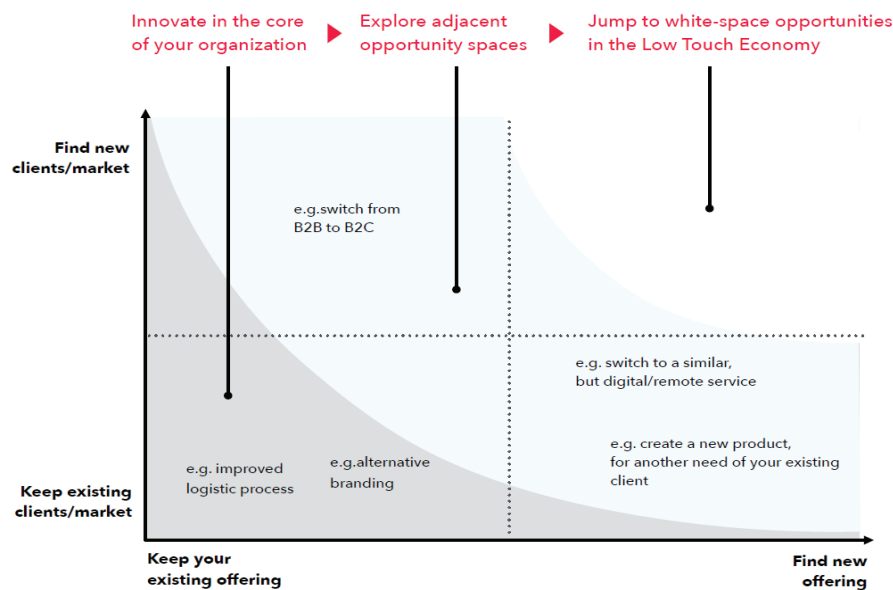 Innovate in the core
of your organization
Explore adjacent
opportunity spaces
Jump to white-space opportunities
in the Low Touch Economy
Find new
clients/market
e.g.switch from
B2B to B2C
e.g. switch to a similar,
but digital/remote service
e.g. improved
logistic process
e.g.alternative
branding
e.g. create a new product,
for another need of your existing
client
Keep existing
clients/market
Keep your
existing offering
Find new
offering